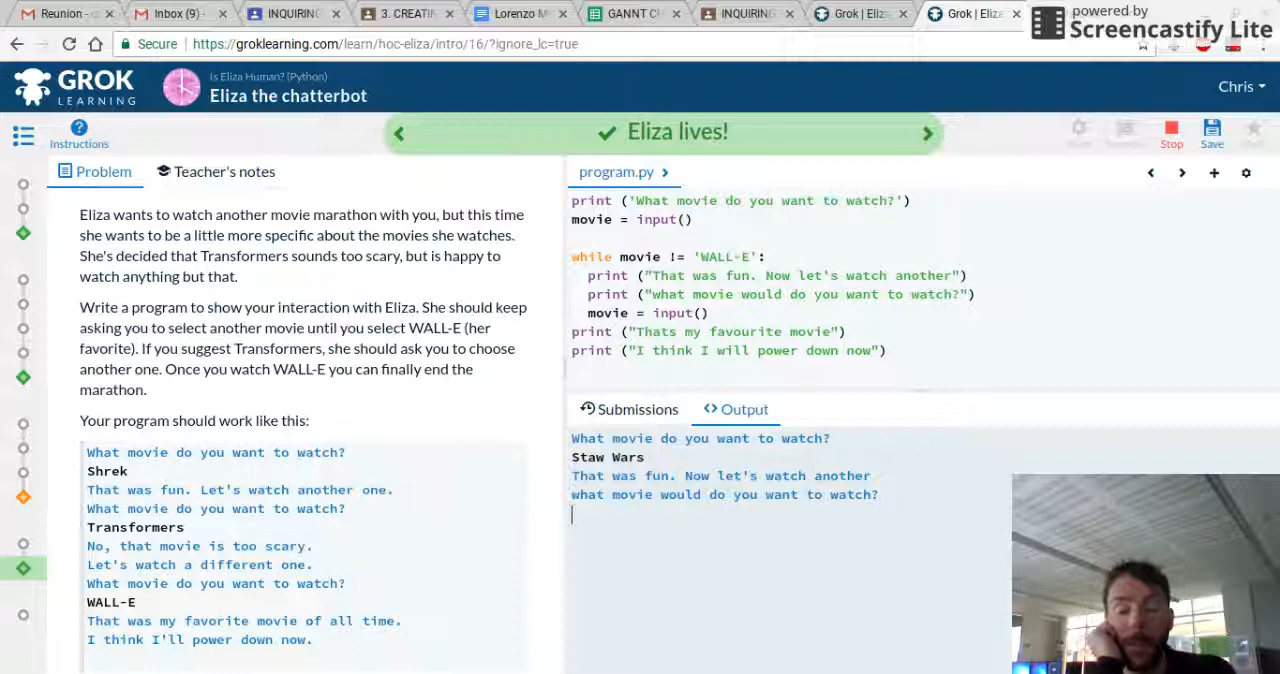 Reunion -
Inbox (9) -
INQUIRING
3. CREATIN
Lorenzo M
GANNT C
INQUIRING
Grok | Eliz
Grok | Eliza
powered by
Screencastify Lite
Secure
https://groklearning.com/learn/hoc-eliza/intro/16/?ignore_lc=true
GROK
LEARNING
Is Eliza Human? (Python)
Eliza the chatterbot
Chris
Instructions
Eliza lives!
Stop
Save
Problem
Teacher's notes
Eliza wants to watch another movie marathon with you, but this time
she wants to be a little more specific about the movies she watches.
She's decided that Transformers sounds too scary, but is happy to
watch anything but that.
Write a program to show your interaction with Eliza. She should keep
asking you to select another movie until you select WALL-E (her
favorite). If you suggest Transformers, she should ask you to choose
another one. Once you watch WALL-E you can finally end the
marathon.
Your program should work like this:
What movie do you want to watch?
Shrek
That was fun. Let's watch another one.
What movie do you want to watch?
Transformers
No, that movie is too scary.
Let's watch a different one.
What movie do you want to watch?
WALL-E
That was my favorite movie of all time.
I think I'll power down now.
program.py
print ('What movie do you want to watch?')
movie = input()
while movie != 'WALL-E':
print ("That was fun. Now let's watch another")
print ("what movie would do you want to watch?")
movie = input()
print ("Thats my favourite movie")
print ("I think I will power down now")
Submissions
Output
What movie do you want to watch?
Staw Wars
That was fun. Now let's watch another
what movie would do you want to watch?